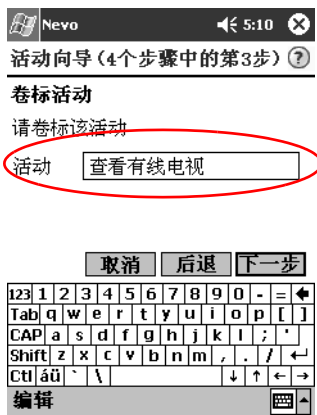 Nevo 5:10
活动向导(4个步骤中的第3步) ?
卷标活动
请卷标该活动
活动 查看有线电视
取消 后退 下一步
123 1 2 3 4 5 6 7 8 9 0 - =
Tab q w e r t y u i o p [ ]
CAP a s d f g h j k l ; '
Shift z x c v b n m , . /
Ctl áü ` \ ↓ ↑ ← →
编辑